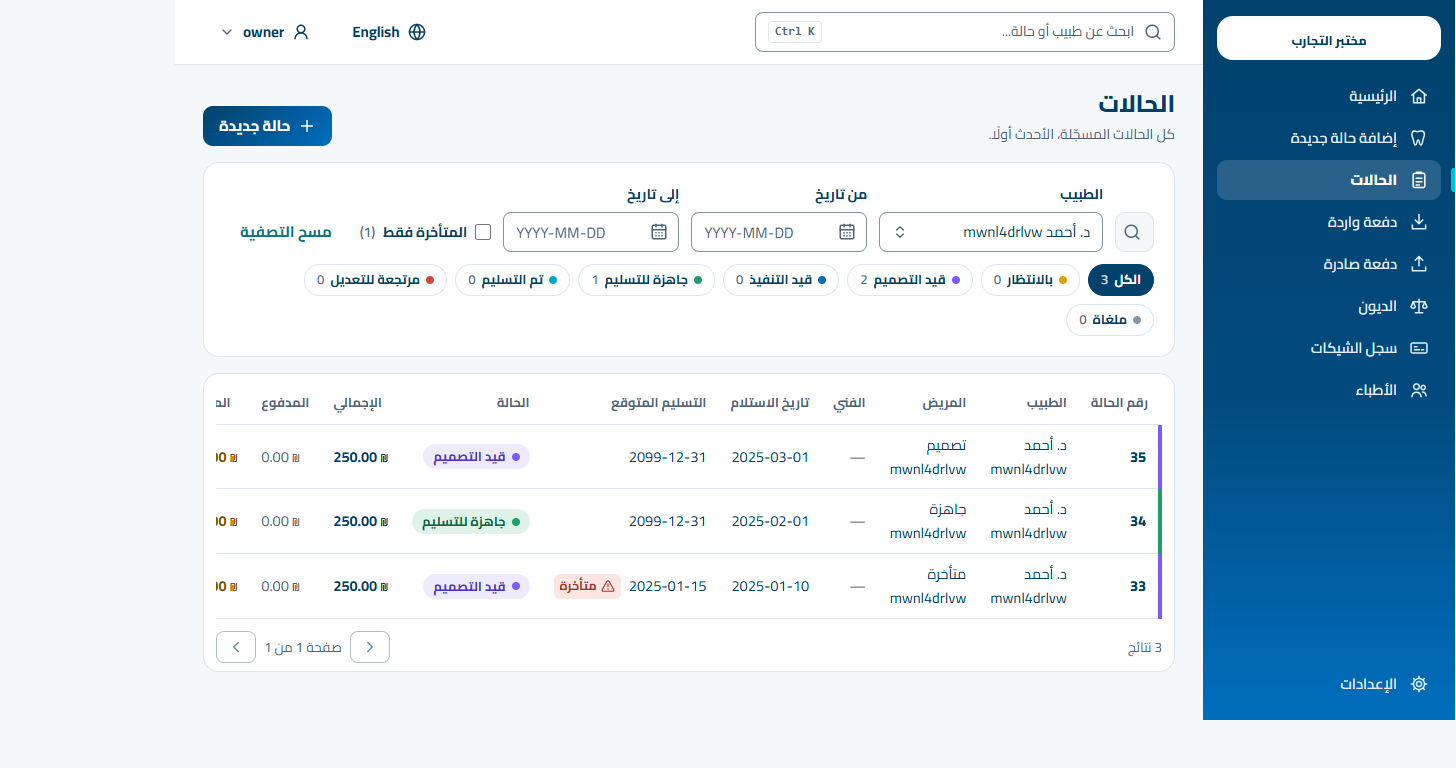 مختبر التجارب
الرئيسية
إضافة حالة جديدة
الحالات
دفعة واردة
دفعة صادرة
الديون
سجل الشيكات
الأطباء
الإعدادات
ابحث عن طبيب أو حالة...
Ctrl K
English
owner
الحالات
كل الحالات المسجّلة، الأحدث أولًا.
حالة جديدة
الطبيب
من تاريخ
إلى تاريخ
د. أحمد mwnl4drlvw
YYYY-MM-DD
YYYY-MM-DD
المتأخرة فقط (1)
مسح التصفية
الكل 3
بالانتظار 0
قيد التصميم 2
قيد التنفيذ 0
جاهزة للتسليم 1
تم التسليم 0
مرتجعة للتعديل 0
ملغاة 0
رقم الحالة الطبيب المريض الفني تاريخ الاستلام التسليم المتوقع الحالة الإجمالي المدفوع
35 د. أحمد mwnl4drlvw تصميم mwnl4drlvw — 2025-03-01 2099-12-31 قيد التصميم 250.00 ₪ 0.00 ₪
34 د. أحمد mwnl4drlvw جاهزة mwnl4drlvw — 2025-02-01 2099-12-31 جاهزة للتسليم 250.00 ₪ 0.00 ₪
33 د. أحمد mwnl4drlvw متأخرة mwnl4drlvw — 2025-01-10 2025-01-15 متأخرة قيد التصميم 250.00 ₪ 0.00 ₪
3 نتائج
صفحة 1 من 1